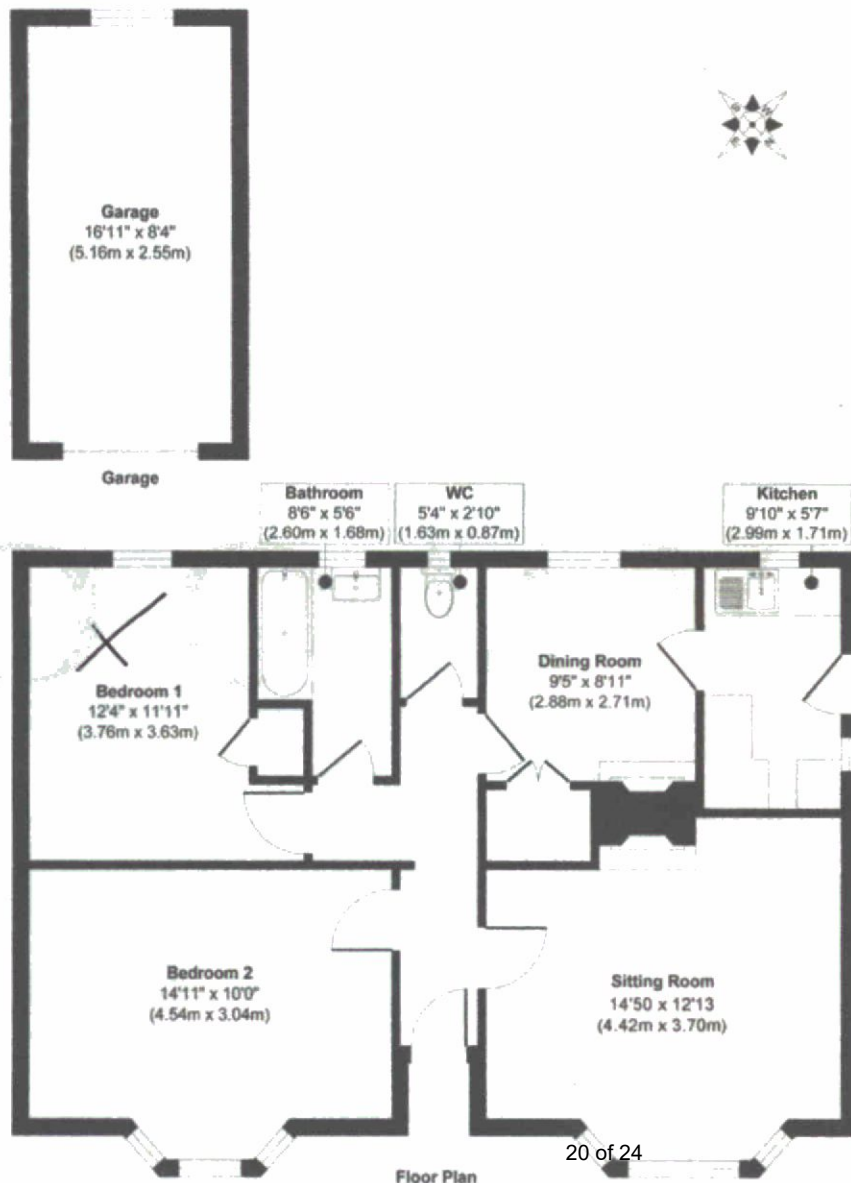 Garage
16'11" x 8'4"
(5.16m x 2.55m)
Garage
Bathroom
8'6" x 5'6"
(2.60m x 1.68m)
WC
5'4" x 2'10"
(1.63m x 0.87m)
Kitchen
9'10" x 5'7"
(2.99m x 1.71m)
Bedroom 1
12'4" x 11'11"
(3.76m x 3.63m)
Dining Room
9'5" x 8'11"
(2.88m x 2.71m)
Bedroom 2
14'11" x 10'0"
(4.54m x 3.04m)
Sitting Room
14'50 x 12'13
(4.42m x 3.70m)
20 of 24
Floor Plan